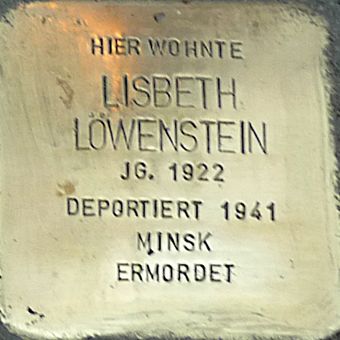 HIER WOHNTE
LISBETH
LÖWENSTEIN
JG. 1922
DEPORTIERT 1941
MINSK
ERMORDET